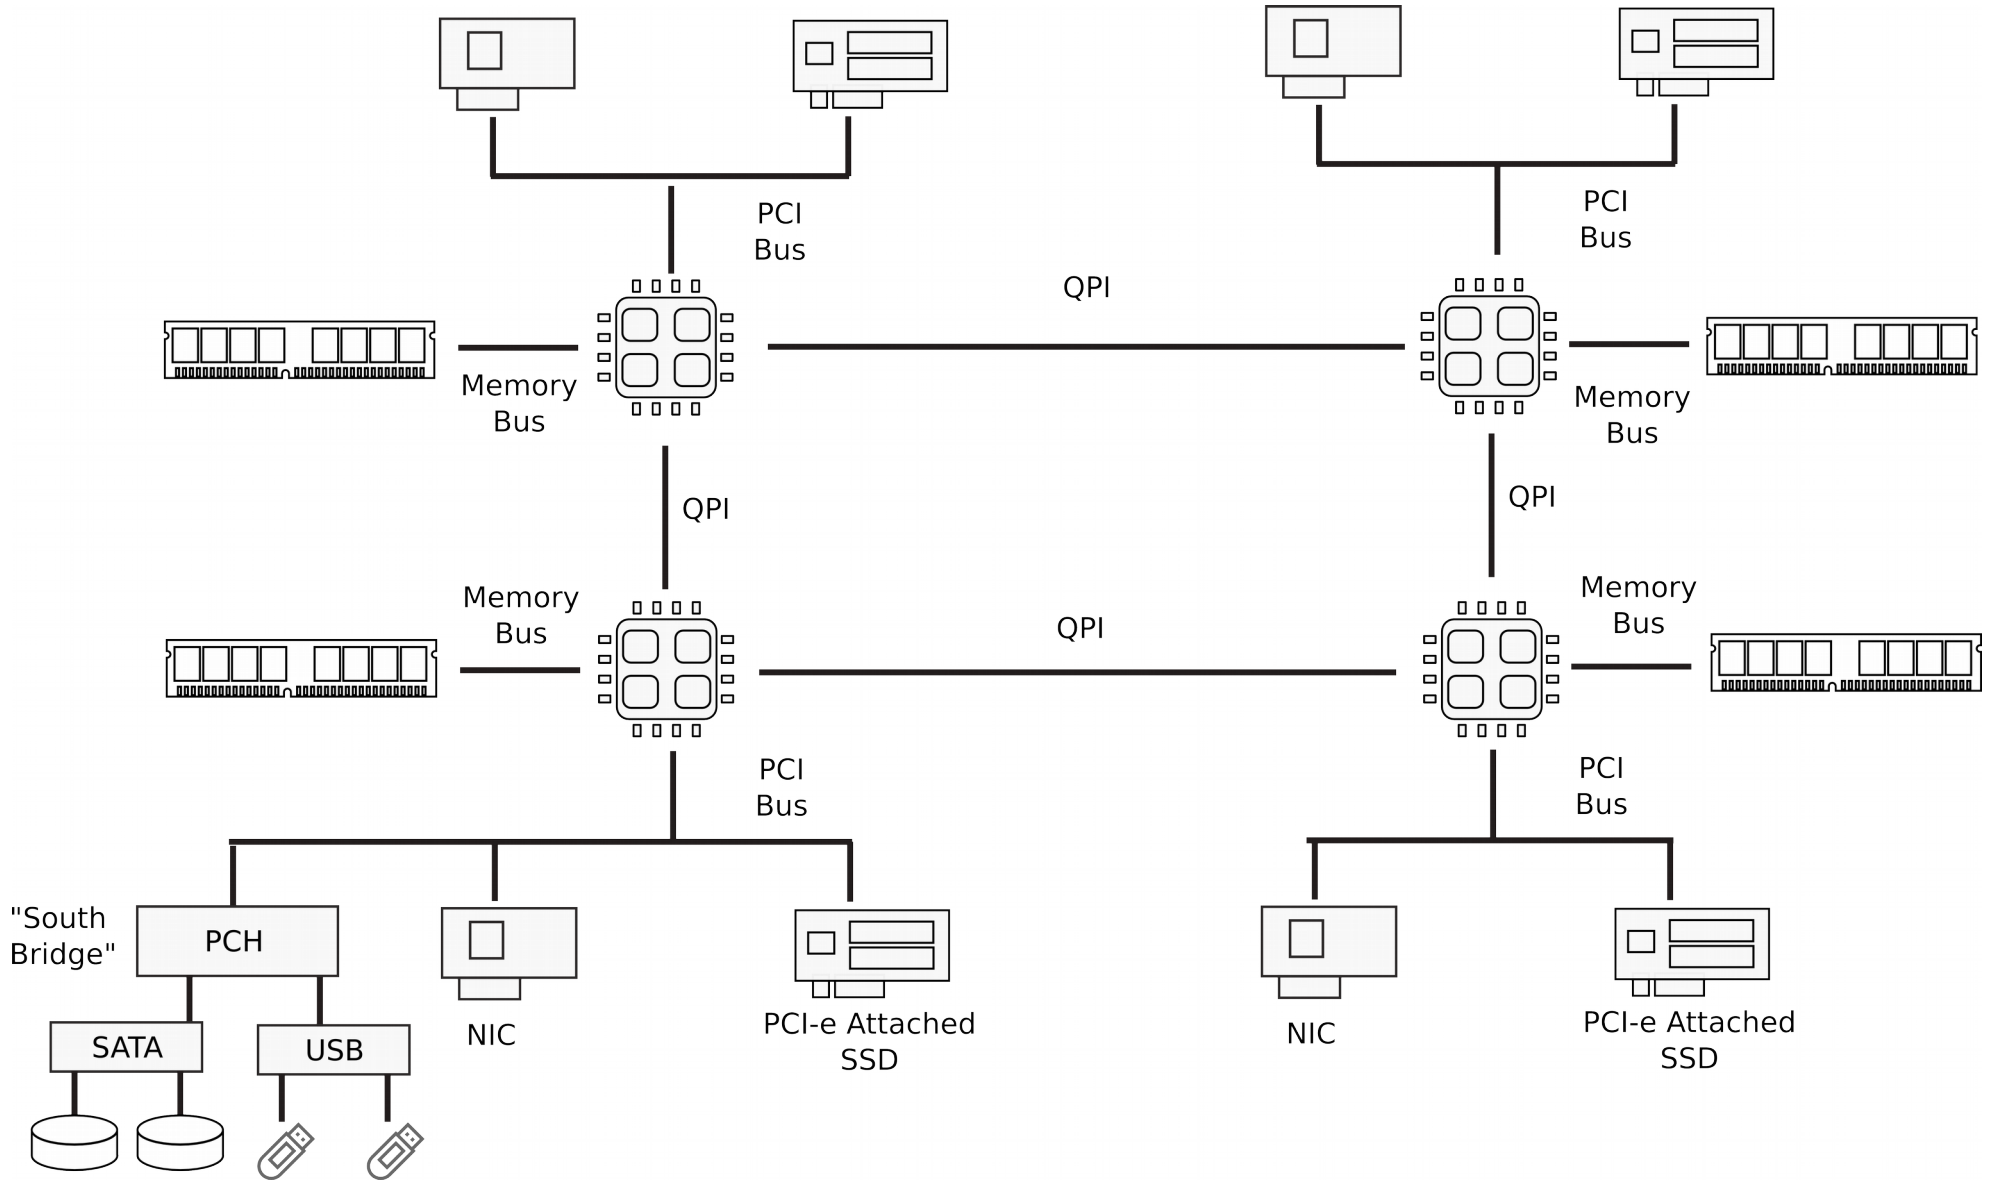 PCI
Bus
PCI
Bus
QPI
Memory
Bus
Memory
Bus
QPI
QPI
Memory
Bus
Memory
Bus
QPI
PCI
Bus
PCI
Bus
"South
Bridge"
PCH
SATA
USB
NIC
PCI-e Attached
SSD
NIC
PCI-e Attached
SSD